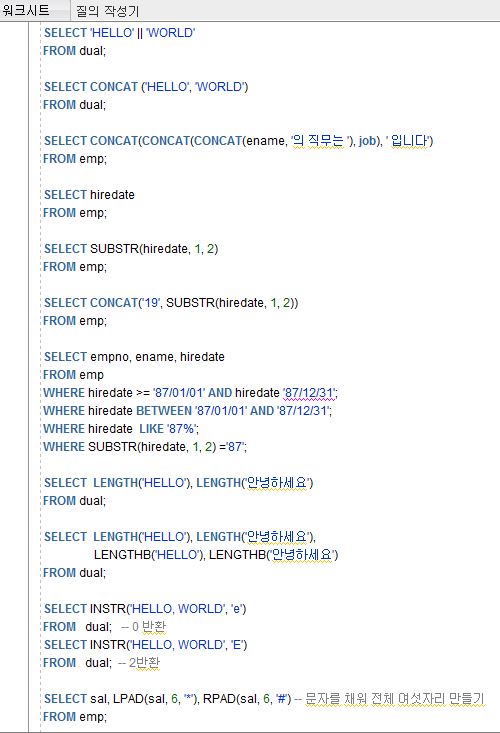 워크시트 질의 작성기
SELECT 'HELLO' || 'WORLD'
FROM dual;
SELECT CONCAT ('HELLO', 'WORLD')
FROM dual;
SELECT CONCAT(CONCAT(CONCAT(ename, '의 직무는 '), job), ' 입니다')
FROM emp;
SELECT hiredate
FROM emp;
SELECT SUBSTR(hiredate, 1, 2)
FROM emp;
SELECT CONCAT('19', SUBSTR(hiredate, 1, 2))
FROM emp;
SELECT empno, ename, hiredate
FROM emp
WHERE hiredate >= '87/01/01' AND hiredate '87/12/31';
WHERE hiredate BETWEEN '87/01/01' AND '87/12/31';
WHERE hiredate  LIKE '87%';
WHERE SUBSTR(hiredate, 1, 2) ='87';
SELECT  LENGTH('HELLO'), LENGTH('안녕하세요')
FROM dual;
SELECT  LENGTH('HELLO'), LENGTH('안녕하세요'),
LENGTHB('HELLO'), LENGTHB('안녕하세요')
FROM dual;
SELECT INSTR('HELLO, WORLD', 'e')
FROM   dual;  -- 0 반환
SELECT INSTR('HELLO, WORLD', 'E')
FROM   dual;  -- 2반환
SELECT sal, LPAD(sal, 6, '*'), RPAD(sal, 6, '#') -- 문자를 채워 전체 여섯자리 만들기
FROM emp;